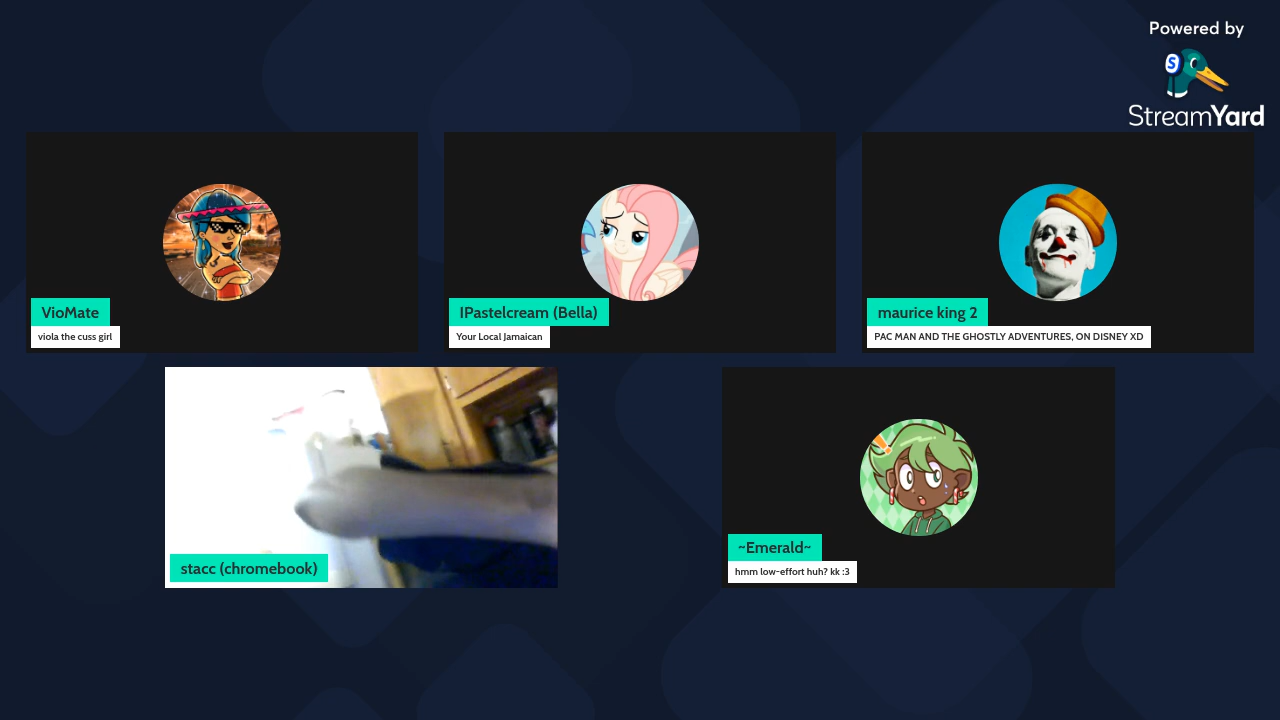 Powered by
S
StreamYard
VioMate
viola the cuss girl
IPastelcream (Bella)
Your Local Jamaican
maurice king 2
PAC MAN AND THE GHOSTLY ADVENTURES, ON DISNEY XD
stacc (chromebook)
~Emerald~
hmm low-effort huh? kk :3